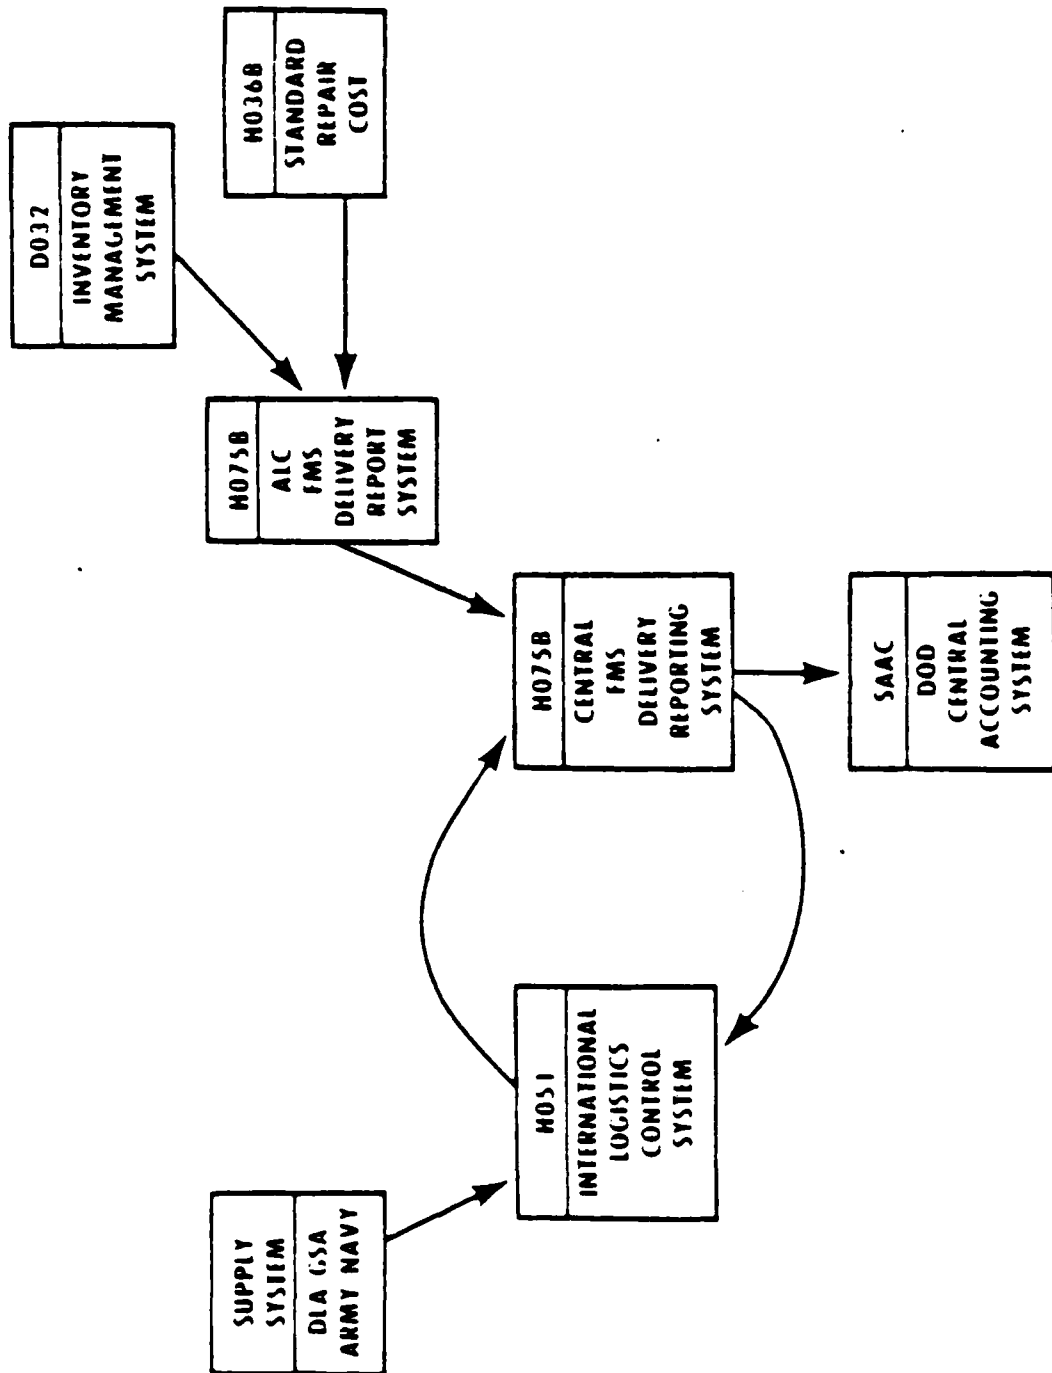 D032
INVENTORY
MANAGEMENT
SYSTEM
SUPPLY
SYSTEM
DLA GSA
ARMY NAVY
H075B
ALC
FMS
DELIVERY
REPORT
SYSTEM
H036B
STANDARD
REPAIR
COST
H051
INTERNATIONAL
LOGISTICS
CONTROL
SYSTEM
H075B
CENTRAL
FMS
DELIVERY
REPORTING
SYSTEM
SAAC
DOD
CENTRAL
ACCOUNTING
SYSTEM